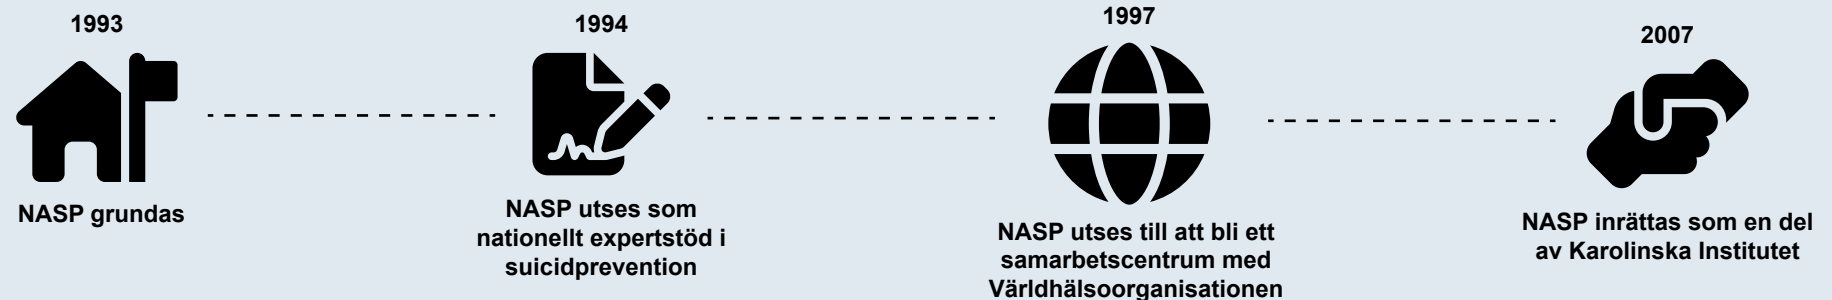 1993
NASP grundas
1994
NASP utses som
nationellt expertstöd i
suicidprevention
1997
NASP utses till att bli ett
samarbetscentrum med
Världhälsoorganisationen
2007
NASP inrättas som en del
av Karolinska Institutet